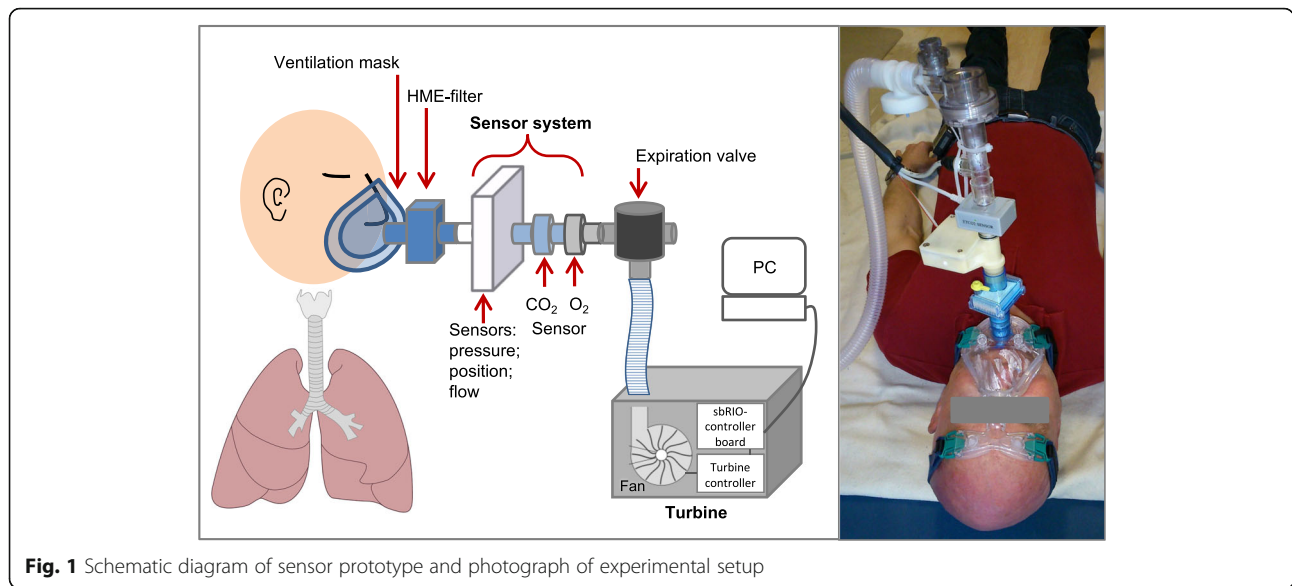 Ventilation mask
HME-filter
Sensor system
Expiration valve
PC
CO₂ O₂
Sensor
Sensors:
pressure;
position;
flow
sbRIO-
controller
board
Turbine
controller
Fan
Turbine
Fig. 1 Schematic diagram of sensor prototype and photograph of experimental setup